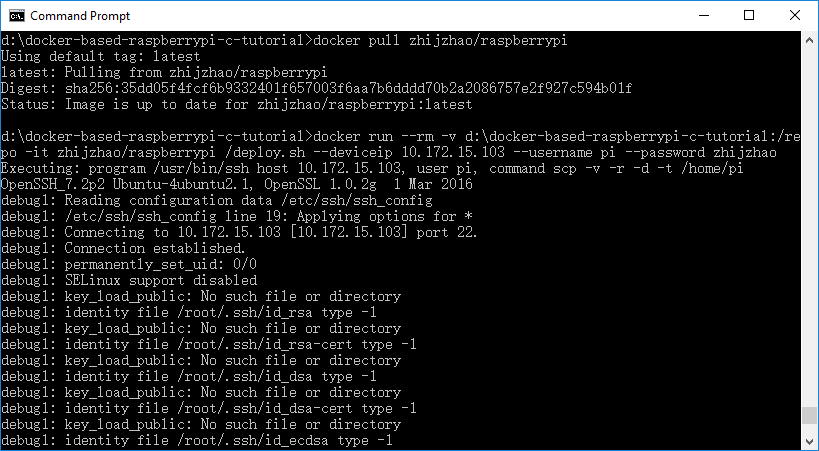 Command Prompt
d:\docker-based-raspberrypi-c-tutorial>docker pull zhijzhao/raspberrypi
Using default tag: latest
latest: Pulling from zhijzhao/raspberrypi
Digest: sha256:35dd05f4fcf6b9332401f657003f6aa7b6dddd70b2a2086757e2f927c594b01f
Status: Image is up to date for zhijzhao/raspberrypi:latest
d:\docker-based-raspberrypi-c-tutorial>docker run --rm -v d:\docker-based-raspberrypi-c-tutorial:/re
po -it zhijzhao/raspberrypi /deploy.sh --deviceip 10.172.15.103 --username pi --password zhijzhao
Executing: program /usr/bin/ssh host 10.172.15.103, user pi, command scp -v -r -d -t /home/pi
OpenSSH_7.2p2 Ubuntu-4ubuntu2.1, OpenSSL 1.0.2g  1 Mar 2016
debug1: Reading configuration data /etc/ssh/ssh_config
debug1: /etc/ssh/ssh_config line 19: Applying options for *
debug1: Connecting to 10.172.15.103 [10.172.15.103] port 22.
debug1: Connection established.
debug1: permanently_set_uid: 0/0
debug1: SELinux support disabled
debug1: key_load_public: No such file or directory
debug1: identity file /root/.ssh/id_rsa type -1
debug1: key_load_public: No such file or directory
debug1: identity file /root/.ssh/id_rsa-cert type -1
debug1: key_load_public: No such file or directory
debug1: identity file /root/.ssh/id_dsa type -1
debug1: key_load_public: No such file or directory
debug1: identity file /root/.ssh/id_dsa-cert type -1
debug1: key_load_public: No such file or directory
debug1: identity file /root/.ssh/id_ecdsa type -1